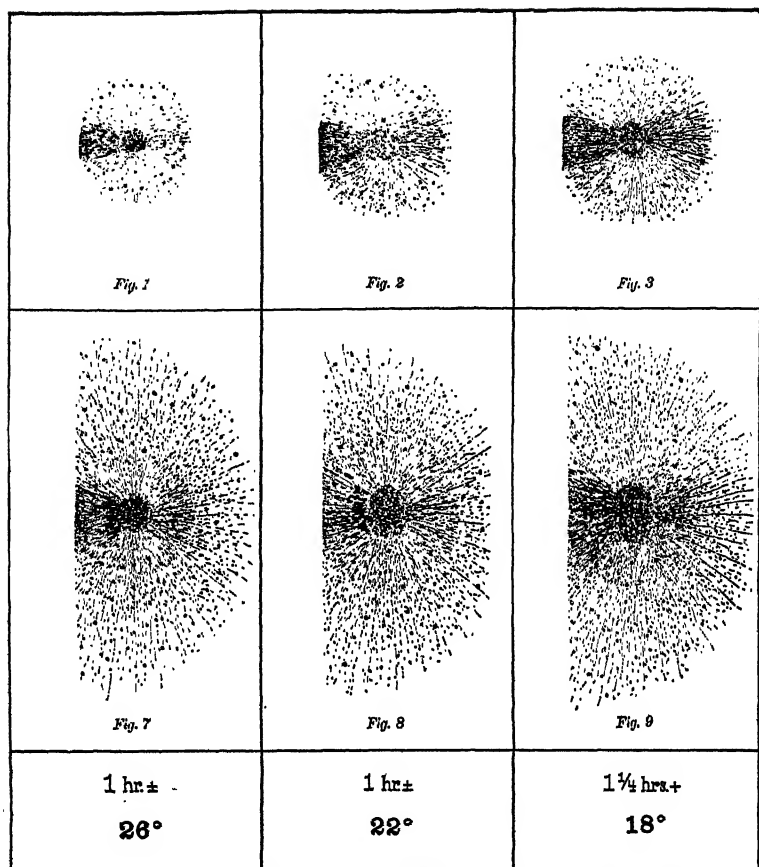 Fig. 1
Fig. 2
Fig. 3
Fig. 7
Fig. 8
Fig. 9
1 hr. ±
1 hr ±
1¼ hrs. +
26°
22°
18°